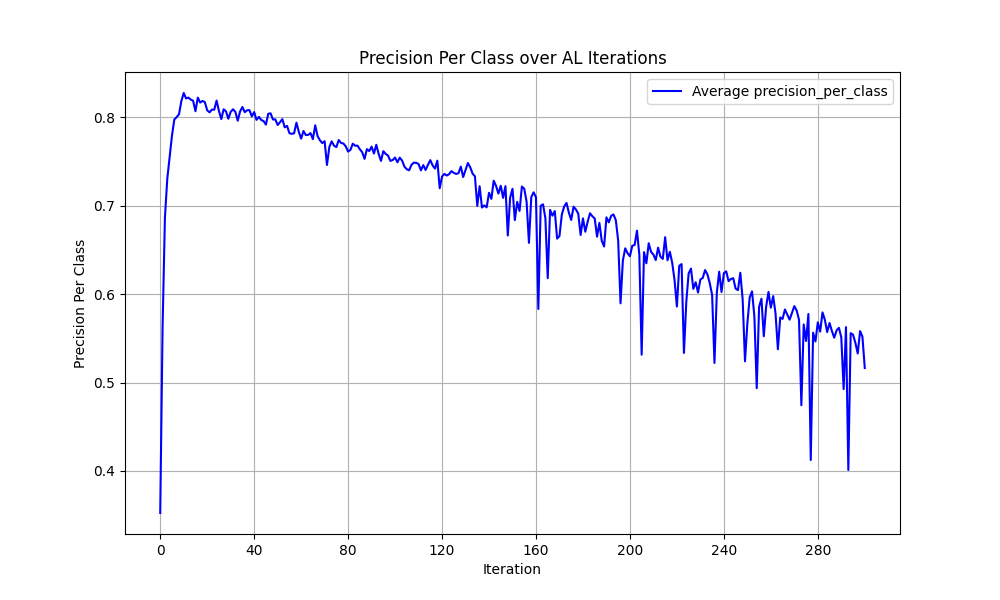 Precision Per Class over AL Iterations
Average precision_per_class
Precision Per Class
0.8
0.7
0.6
0.5
0.4
0 40 80 120 160 200 240 280
Iteration